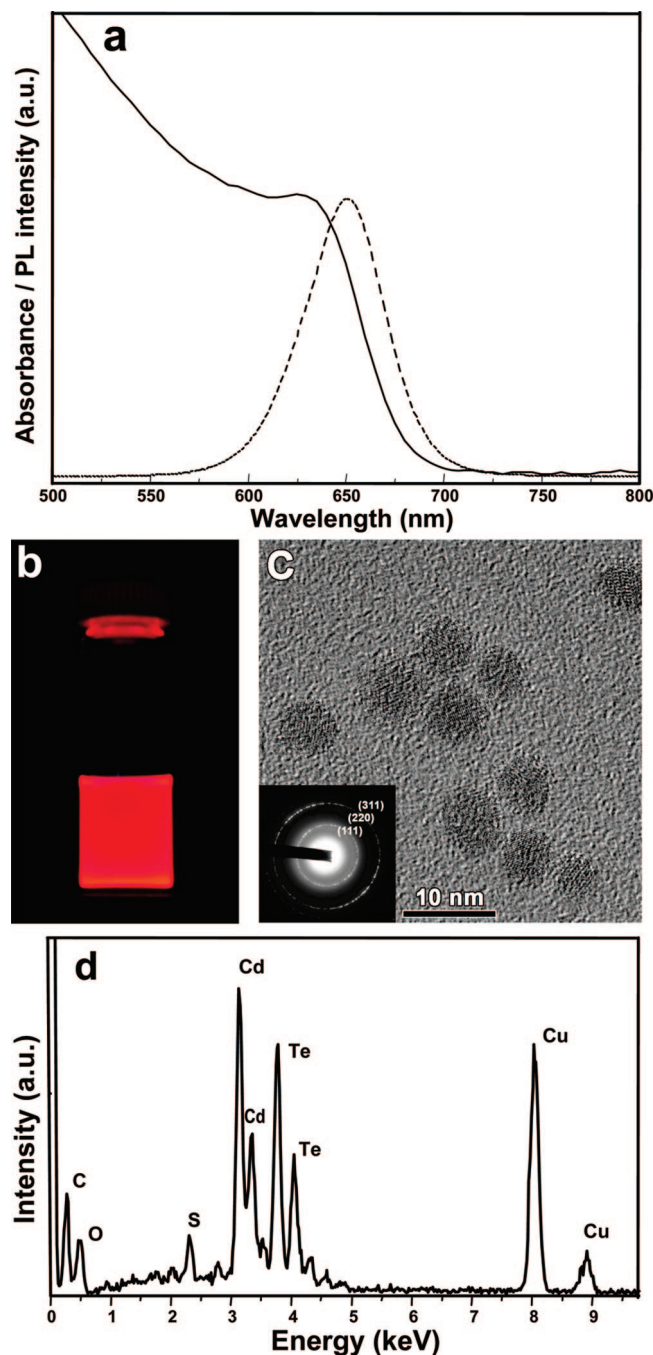 a
Absorbance / PL intensity (a.u.)
500 550 600 650 700 750 800
Wavelength (nm)
b
C
(311)
(220)
(111)
10 nm
d
Cd
Te
Cu
Cd
Te
C
O
S
Cu
Intensity (a.u.)
0 1 2 3 4 5 6 7 8 9
Energy (keV)